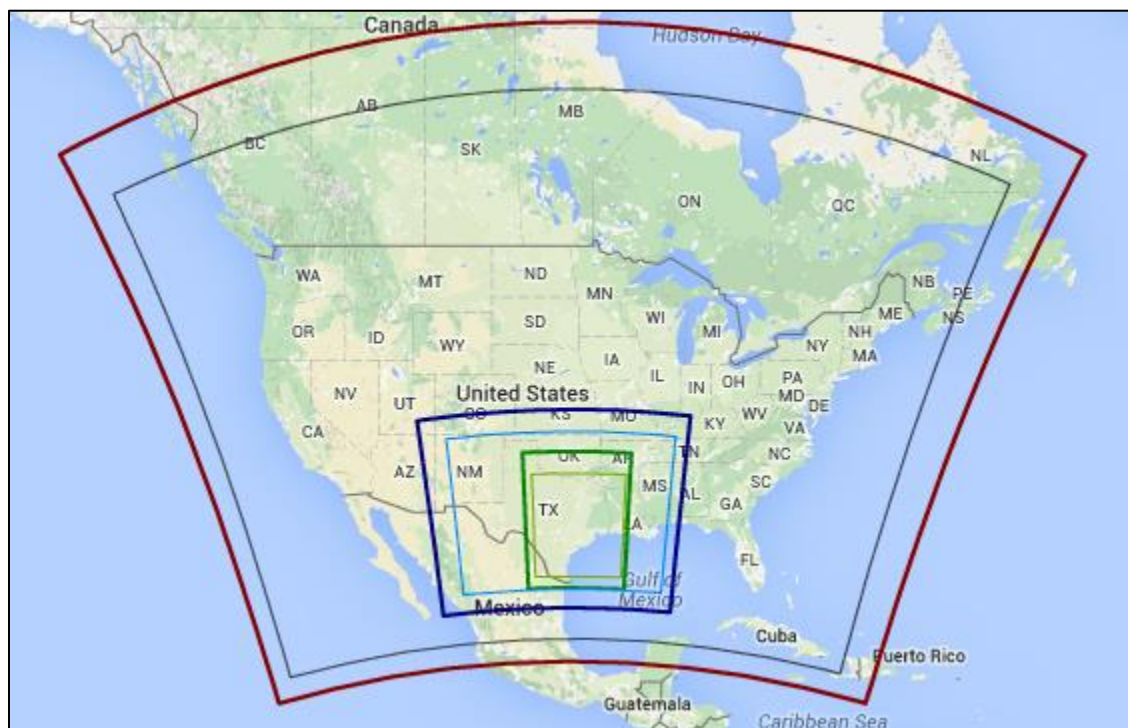 Canada
Hudson Bay
AB
MB
BC
SK
NL
ON
QC
WA
MT
ND
MN
NB
PE
NS
OR
ID
SD
WI
MI
ME
NH
WY
NY
MA
NE
IA
IL
IN
OH
PA
NV
UT
United States
MD
DE
CO
KS
MO
KY
WV
VA
CA
AZ
NM
OK
AR
TN
NC
TX
MS
AL
GA
SC
LA
FL
Gulf of
Mexico
Mexico
Cuba
Puerto Rico
Guatemala
Caribbean Sea